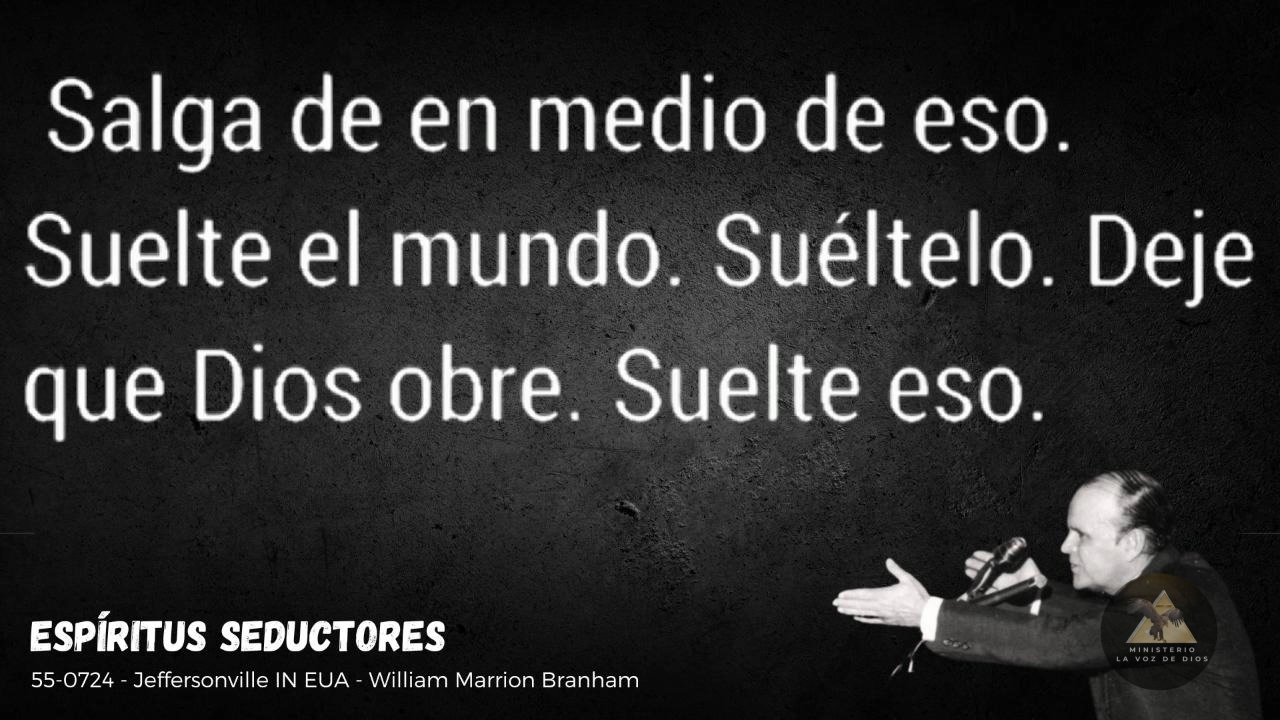 Salga de en medio de eso.
Suelte el mundo. Suéltelo. Deje
que Dios obre. Suelte eso.
ESPÍRITUS SEDUCTORES
55-0724 - Jeffersonville IN EUA - William Marrion Branham
MINISTERIO
LA VOZ DE DIOS